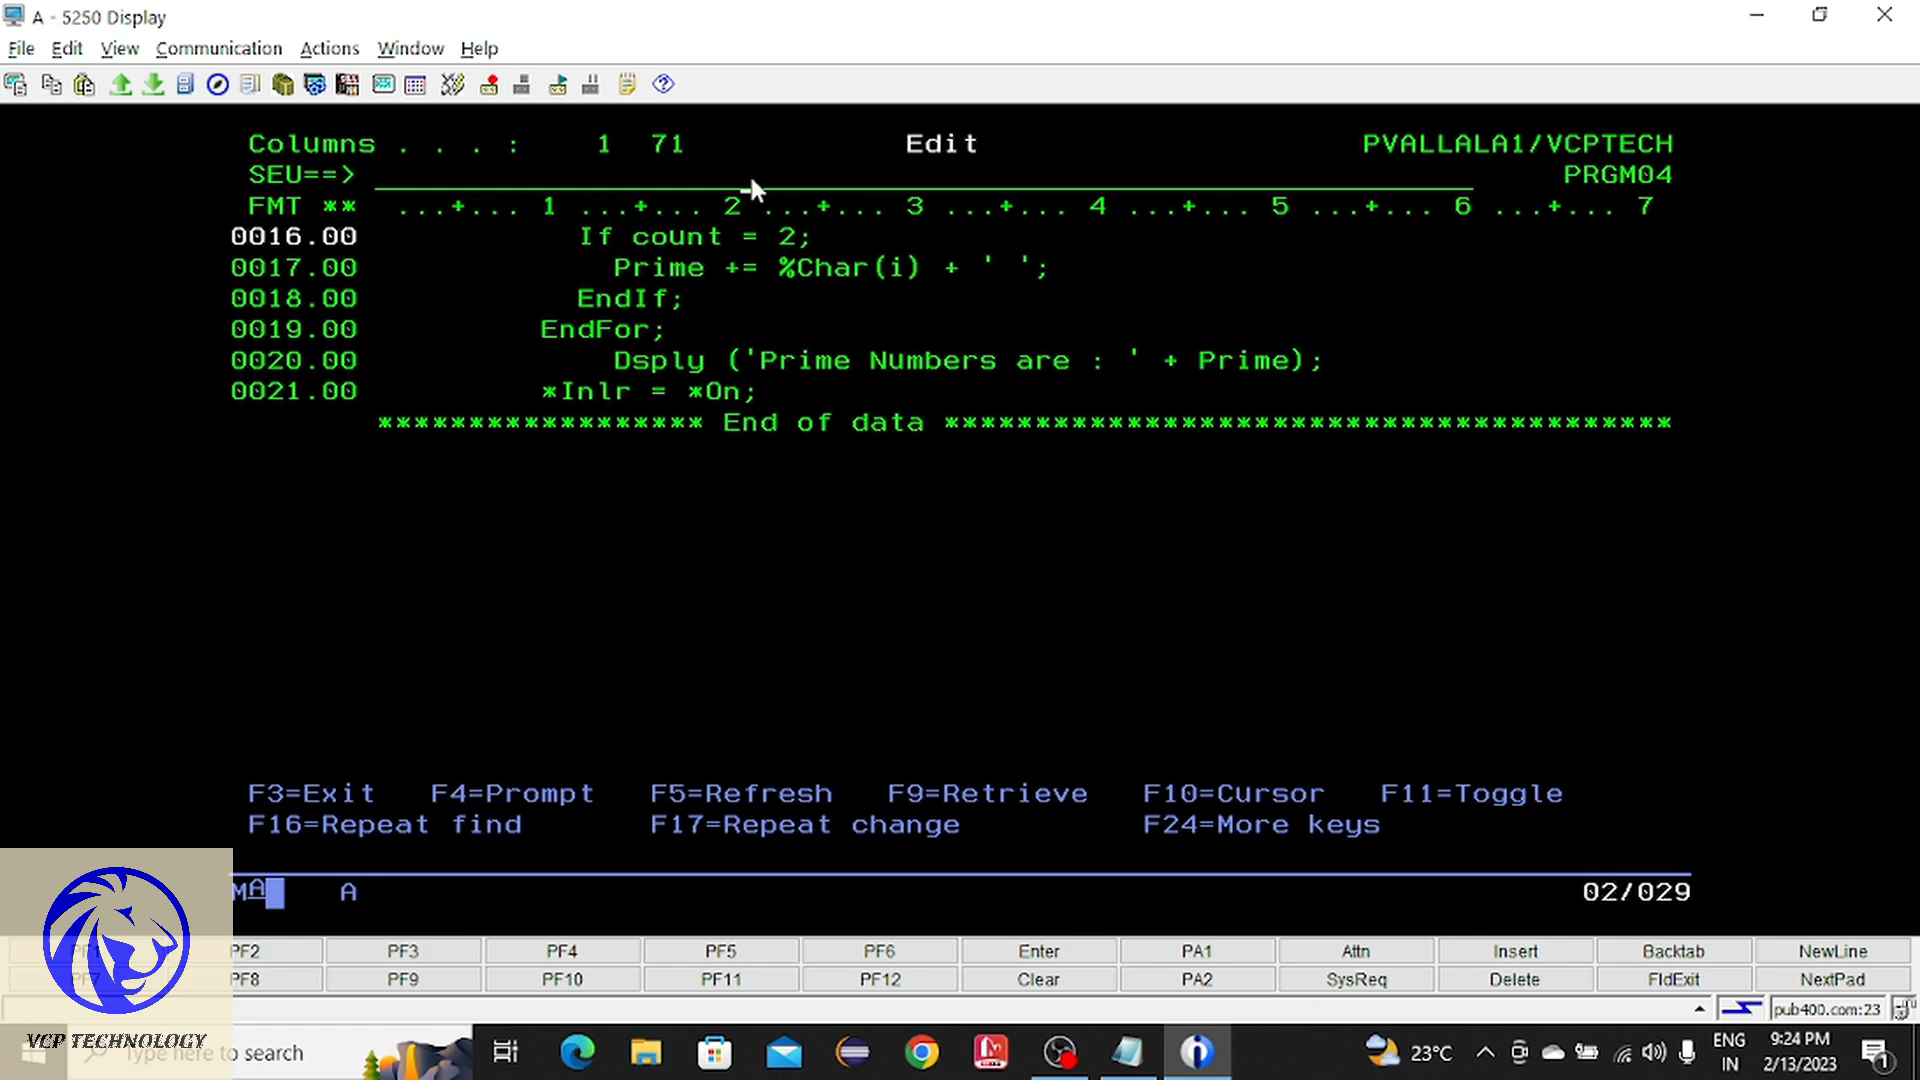 A - 5250 Display
File Edit View Communication Actions Window Help
Columns . . . : 1 71 Edit PVALLALA1/VCPTECH
SEU==> PRGM04
FMT ** ...+... 1 ...+... 2 ...+... 3 ...+... 4 ...+... 5 ...+... 6 ...+... 7
0016.00 If count = 2;
0017.00 Prime += %Char(i) + ' ';
0018.00 EndIf;
0019.00 EndFor;
0020.00 Dsply ('Prime Numbers are : ' + Prime);
0021.00 *Inlr = *On;
****************** End of data ****************************************
F3=Exit F4=Prompt F5=Refresh F9=Retrieve F10=Cursor F11=Toggle
F16=Repeat find F17=Repeat change F24=More keys
MA A 02/029
PF1 PF2 PF3 PF4 PF5 PF6 Enter PA1 Attn Insert Backtab NewLine
PF7 PF8 PF9 PF10 PF11 PF12 Clear PA2 SysReq Delete FldExit NextPad
pub400.com:23
VCP TECHNOLOGY
Type here to search
23°C
ENG
IN
9:24 PM
2/13/2023
1